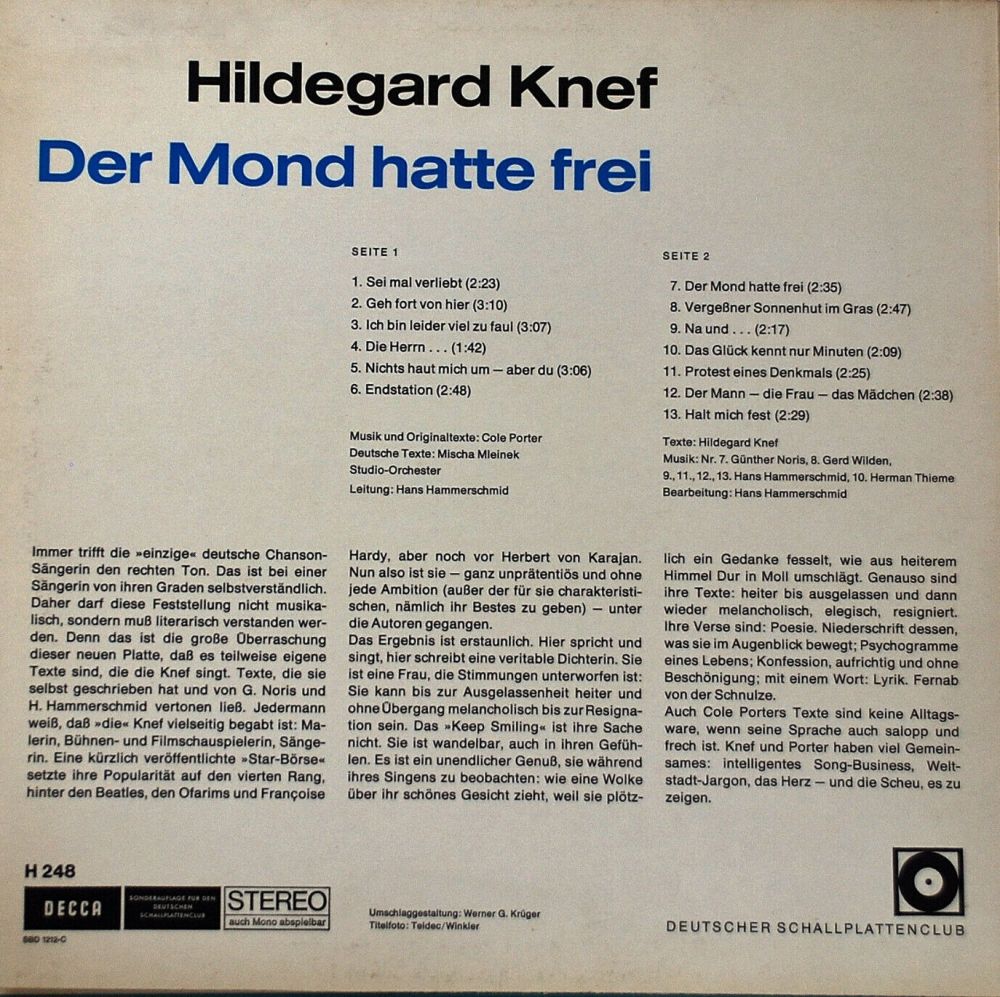 Hildegard Knef
Der Mond hatte frei
SEITE 1
1. Sei mal verliebt (2:23)
2. Geh fort von hier (3:10)
3. Ich bin leider viel zu faul (3:07)
4. Die Herrn . . . (1:42)
5. Nichts haut mich um — aber du (3:06)
6. Endstation (2:48)
Musik und Originaltexte: Cole Porter
Deutsche Texte: Mischa Mleinek
Studio-Orchester
Leitung: Hans Hammerschmid
SEITE 2
7. Der Mond hatte frei (2:35)
8. Vergeßner Sonnenhut im Gras (2:47)
9. Na und . . . (2:17)
10. Das Glück kennt nur Minuten (2:09)
11. Protest eines Denkmals (2:25)
12. Der Mann — die Frau — das Mädchen (2:38)
13. Halt mich fest (2:29)
Texte: Hildegard Knef
Musik: Nr. 7. Günther Noris, 8. Gerd Wilden,
9., 11., 12., 13. Hans Hammerschmid, 10. Herman Thieme
Bearbeitung: Hans Hammerschmid
Immer trifft die »einzige« deutsche Chanson-
Sängerin den rechten Ton. Das ist bei einer
Sängerin von ihren Graden selbstverständlich.
Daher darf diese Feststellung nicht musika-
lisch, sondern muß literarisch verstanden wer-
den. Denn das ist die große Überraschung
dieser neuen Platte, daß es teilweise eigene
Texte sind, die die Knef singt. Texte, die sie
selbst geschrieben hat und von G. Noris und
H. Hammerschmid vertonen ließ. Jedermann
weiß, daß »die« Knef vielseitig begabt ist: Ma-
lerin, Bühnen- und Filmschauspielerin, Sänge-
rin. Eine kürzlich veröffentlichte »Star-Börse«
setzte ihre Popularität auf den vierten Rang,
hinter den Beatles, den Ofarims und Françoise
Hardy, aber noch vor Herbert von Karajan.
Nun also ist sie — ganz unprätentiös und ohne
jede Ambition (außer der für sie charakteristi-
schen, nämlich ihr Bestes zu geben) — unter
die Autoren gegangen.
Das Ergebnis ist erstaunlich. Hier spricht und
singt, hier schreibt eine veritable Dichterin. Sie
ist eine Frau, die Stimmungen unterworfen ist:
Sie kann bis zur Ausgelassenheit heiter und
ohne Übergang melancholisch bis zur Resigna-
tion sein. Das »Keep Smiling« ist ihre Sache
nicht. Sie ist wandelbar, auch in ihren Gefüh-
len. Es ist ein unendlicher Genuß, sie während
ihres Singens zu beobachten: wie eine Wolke
über ihr schönes Gesicht zieht, weil sie plötz-
lich ein Gedanke fesselt, wie aus heiterem
Himmel Dur in Moll umschlägt. Genauso sind
ihre Texte: heiter bis ausgelassen und dann
wieder melancholisch, elegisch, resigniert.
Ihre Verse sind: Poesie. Niederschrift dessen,
was sie im Augenblick bewegt; Psychogramme
eines Lebens; Konfession, aufrichtig und ohne
Beschönigung; mit einem Wort: Lyrik. Fernab
von der Schnulze.
Auch Cole Porters Texte sind keine Alltags-
ware, wenn seine Sprache auch salopp und
frech ist. Knef und Porter haben viel Gemein-
sames: intelligentes Song-Business, Welt-
stadt-Jargon, das Herz — und die Scheu, es zu
zeigen.
H 248
DECCA
SONDERAUFLAGE FÜR DEN
DEUTSCHEN
SCHALLPLATTENCLUB
STEREO
auch Mono abspielbar
SBD 1212-C
Umschlaggestaltung: Werner G. Krüger
Titelfoto: Teldec/Winkler
DEUTSCHER SCHALLPLATTENCLUB